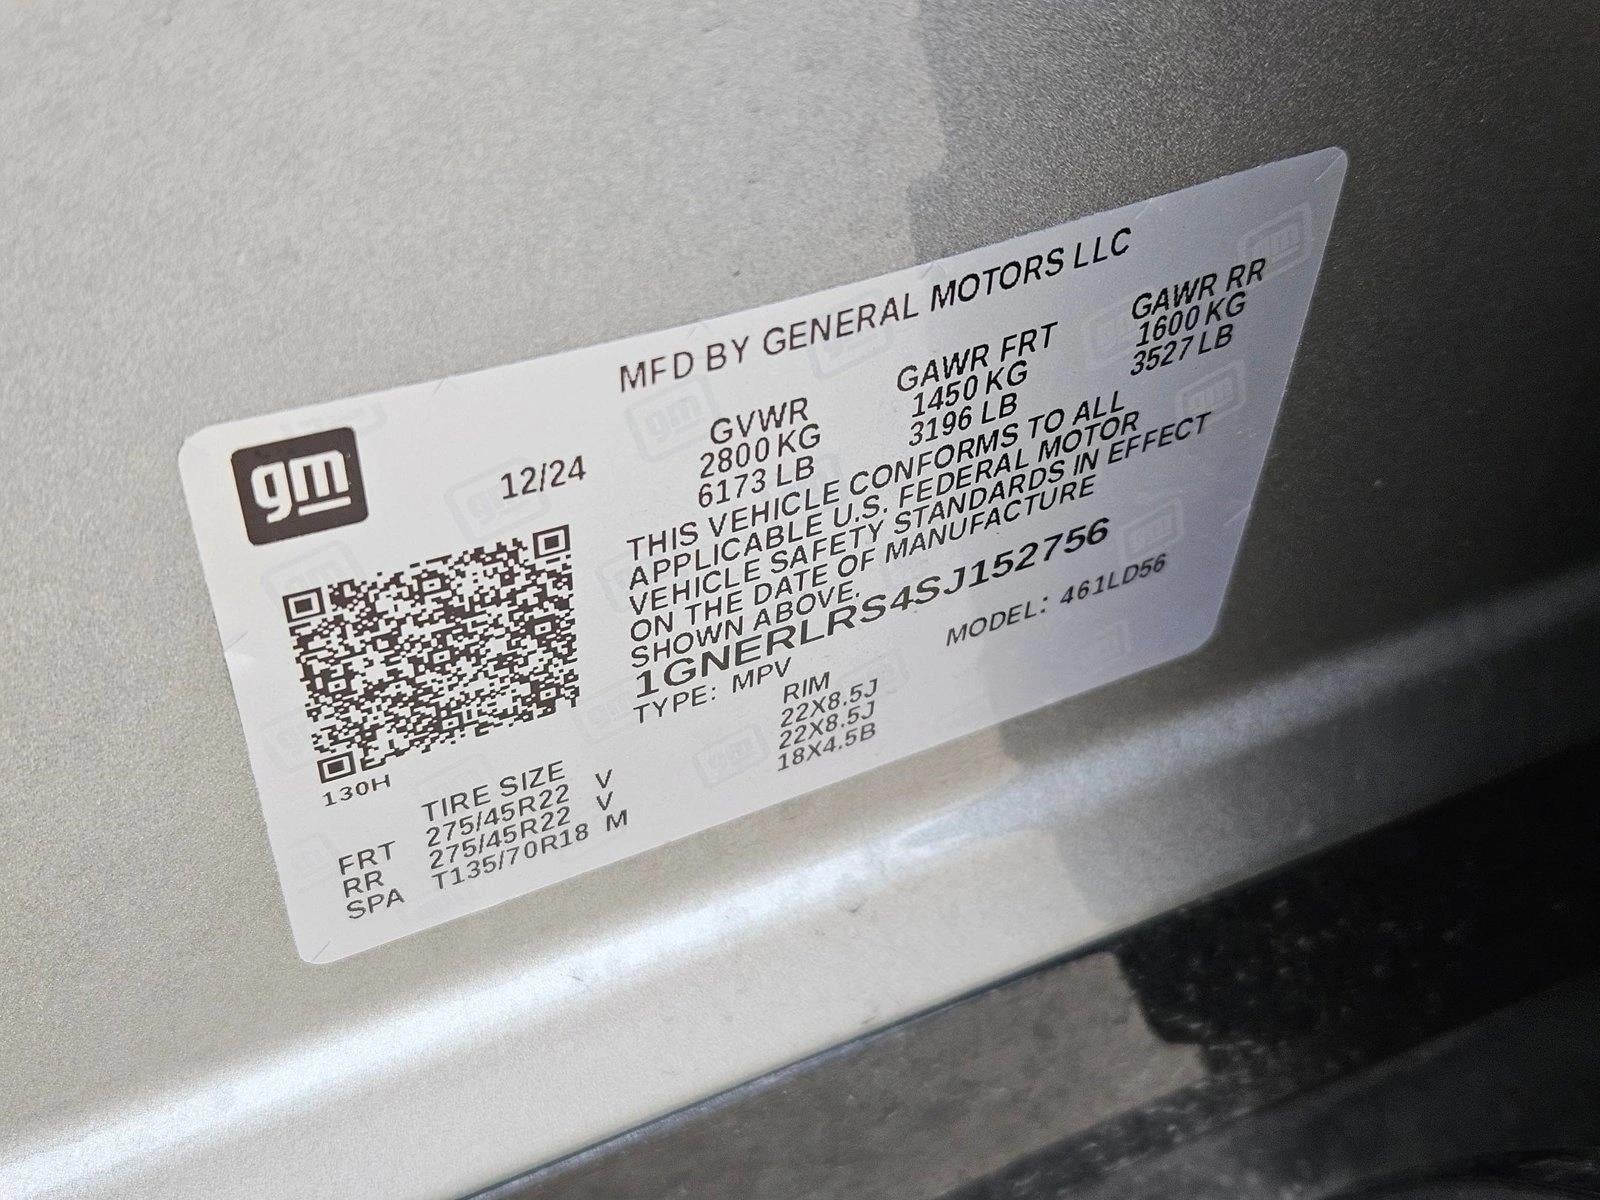 MFD BY GENERAL MOTORS LLC
gm
12/24
GVWR GAWR FRT GAWR RR
2800 KG 1450 KG 1600 KG
6173 LB 3196 LB 3527 LB
THIS VEHICLE CONFORMS TO ALL
APPLICABLE U.S. FEDERAL MOTOR
VEHICLE SAFETY STANDARDS IN EFFECT
ON THE DATE OF MANUFACTURE
SHOWN ABOVE.
1GNERLRS4SJ152756
TYPE: MPV MODEL: 461LD56
130H
TIRE SIZE RIM
FRT 275/45R22 V 22X8.5J
RR 275/45R22 V 22X8.5J
SPA T135/70R18 M 18X4.5B